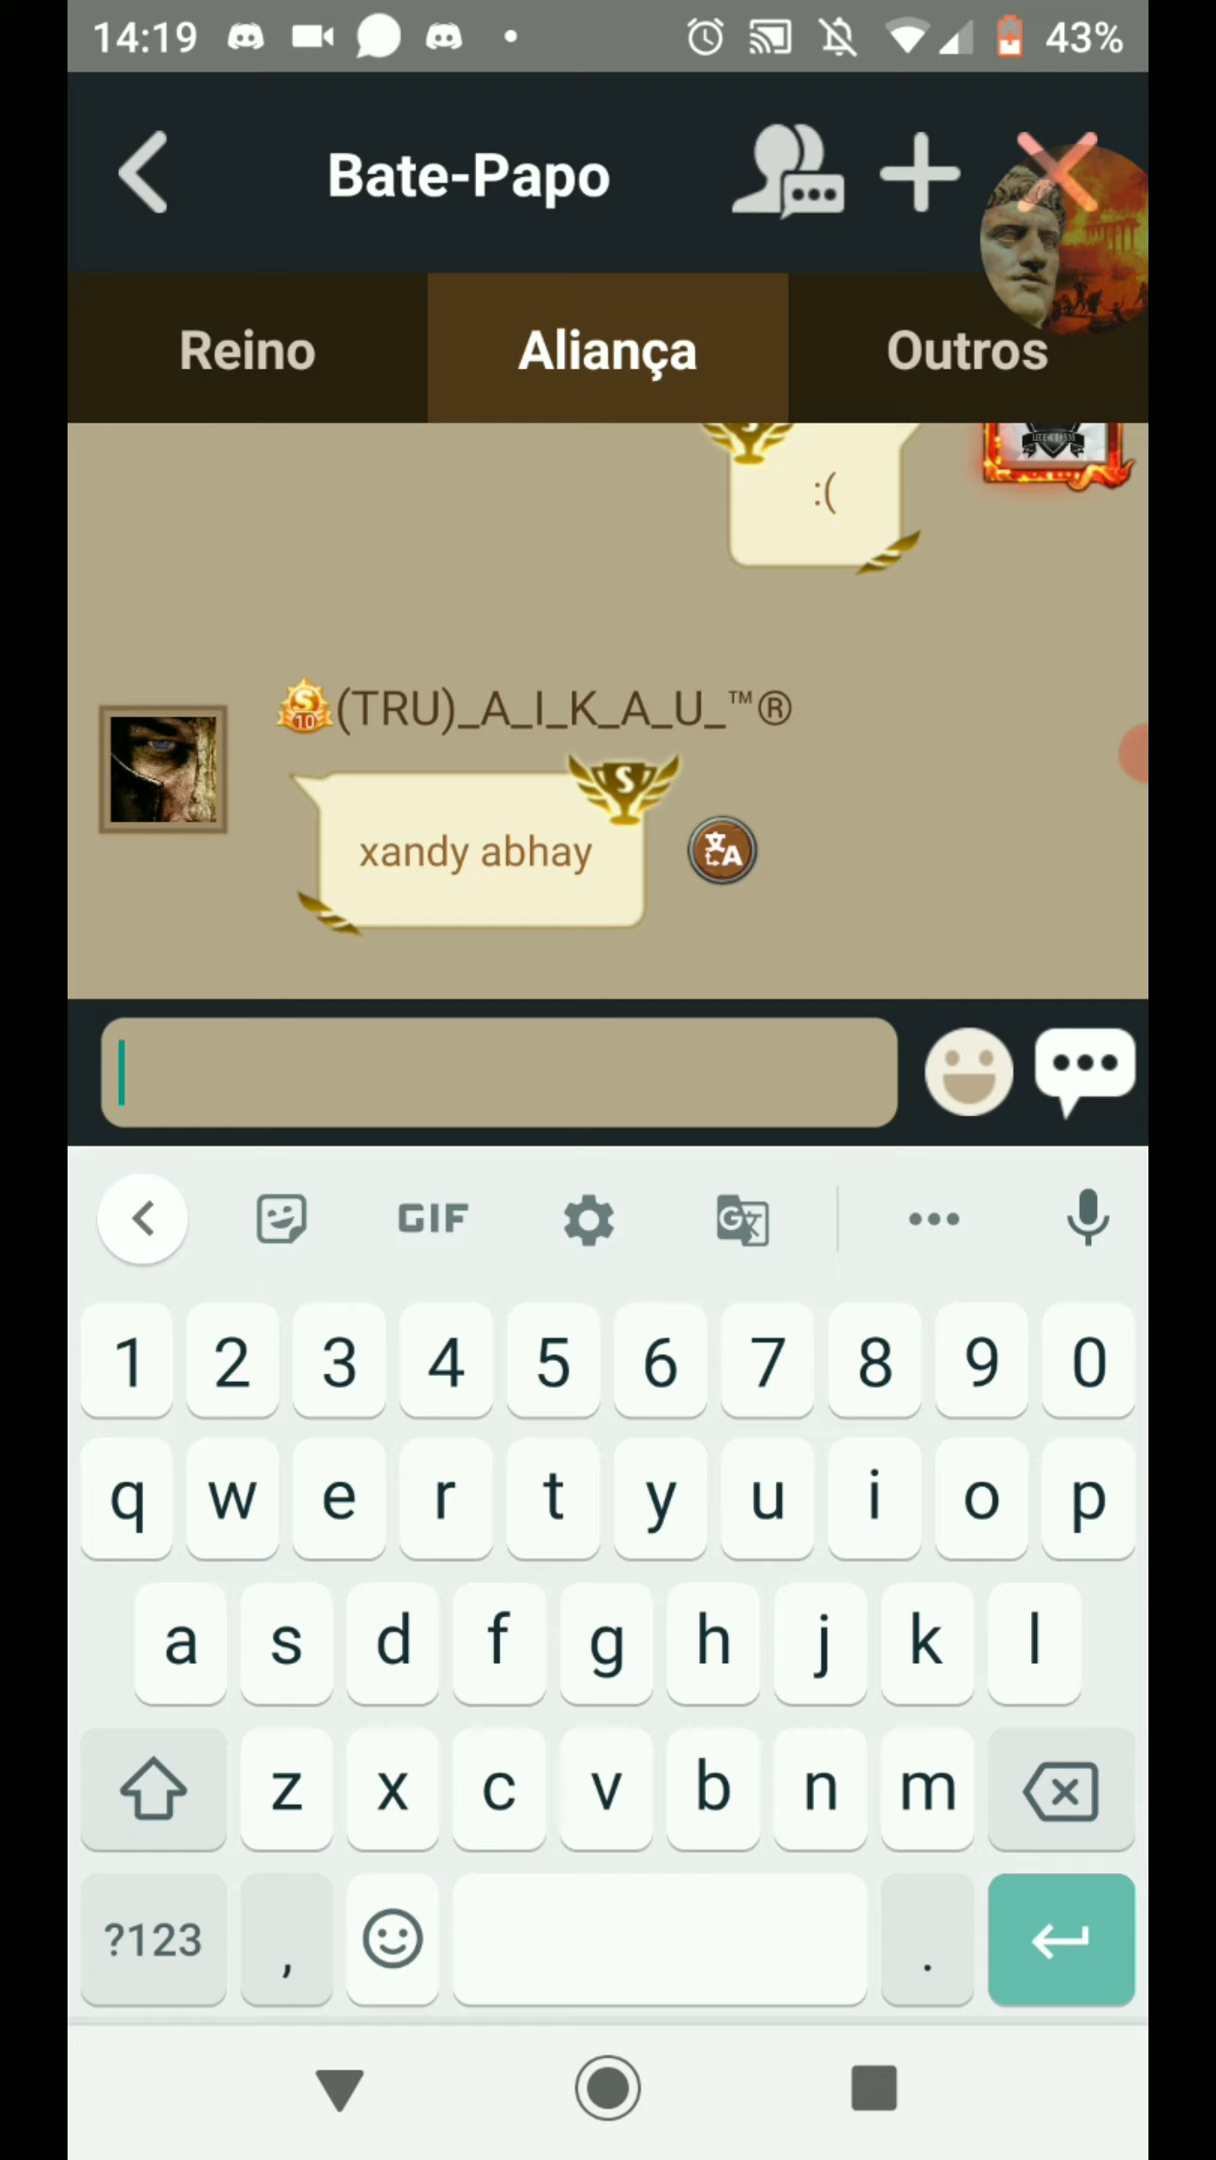 14:19 43%
Bate-Papo
Reino Aliança Outros
:(
S 10 (TRU)_A_I_K_A_U_™®
S
xandy abhay
GIF
1 2 3 4 5 6 7 8 9 0
q w e r t y u i o p
a s d f g h j k l
z x c v b n m
?123 , .